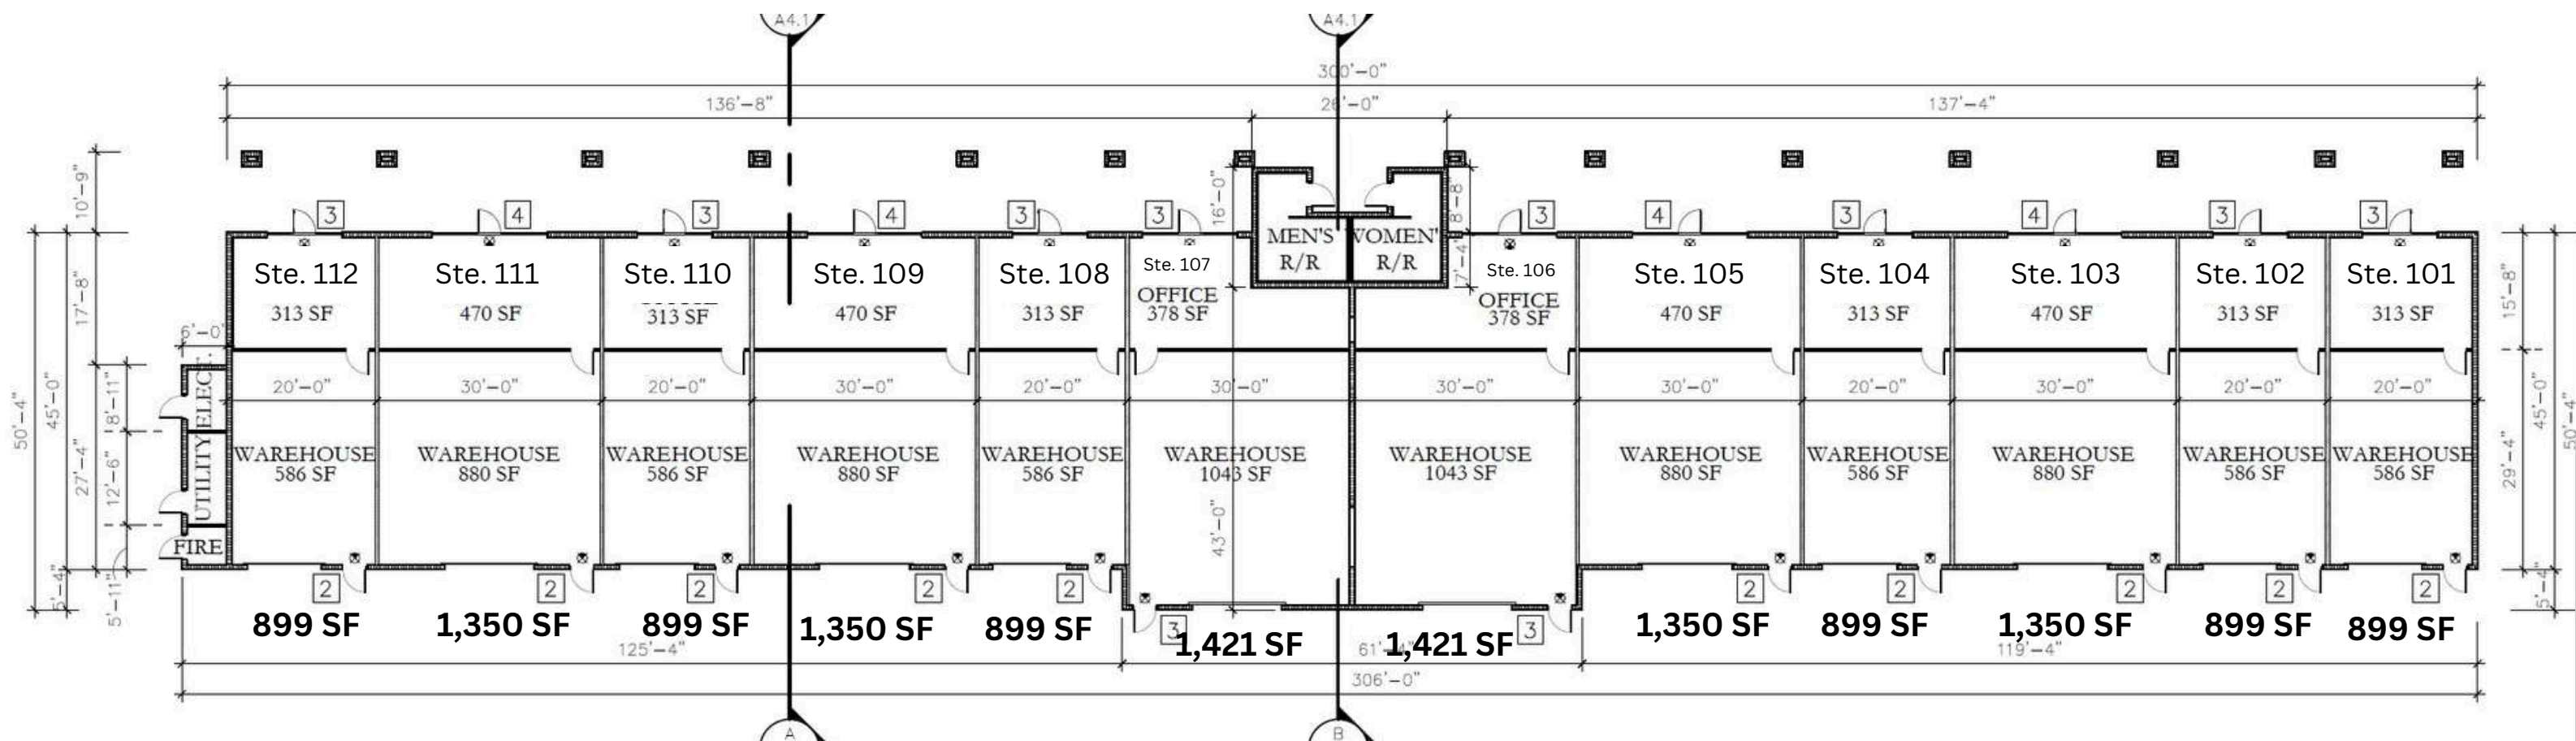 A4.1
A4.1
300'-0"
136'-8"
26'-0"
137'-4"
10'-9"
16'-0"
8'-8"
3
4
3
4
3
3
3
4
3
4
3
3
MEN'S
R/R
WOMEN'
R/R
7'-4"
Ste. 112
313 SF
Ste. 111
470 SF
Ste. 110
313 SF
Ste. 109
470 SF
Ste. 108
313 SF
Ste. 107
OFFICE
378 SF
Ste. 106
OFFICE
378 SF
Ste. 105
470 SF
Ste. 104
313 SF
Ste. 103
470 SF
Ste. 102
313 SF
Ste. 101
313 SF
17'-8"
15'-8"
6'-0"
50'-4"
45'-0"
27'-4"
8'-11"
12'-6"
ELEC.
UTILITY
FIRE
20'-0"
30'-0"
20'-0"
30'-0"
20'-0"
30'-0"
30'-0"
30'-0"
20'-0"
30'-0"
20'-0"
20'-0"
WAREHOUSE
586 SF
WAREHOUSE
880 SF
WAREHOUSE
586 SF
WAREHOUSE
880 SF
WAREHOUSE
586 SF
WAREHOUSE
1043 SF
WAREHOUSE
1043 SF
WAREHOUSE
880 SF
WAREHOUSE
586 SF
WAREHOUSE
880 SF
WAREHOUSE
586 SF
WAREHOUSE
586 SF
29'-4"
45'-0"
50'-4"
43'-0"
5'-4"
5'-11"
5'-4"
2
2
2
2
2
3
3
2
2
2
2
2
899 SF
1,350 SF
899 SF
1,350 SF
899 SF
1,421 SF
1,421 SF
1,350 SF
899 SF
1,350 SF
899 SF
899 SF
125'-4"
61'-4"
119'-4"
306'-0"
A
B